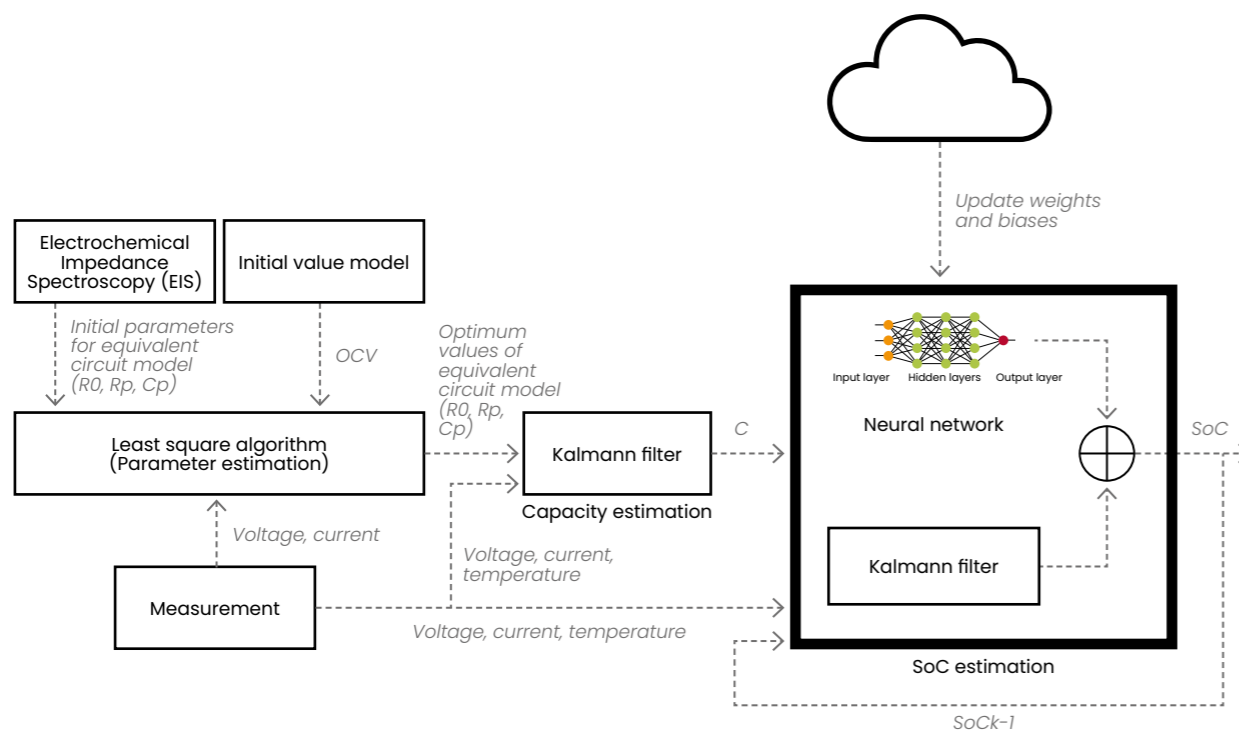 Update weights
and biases
Electrochemical
Impedance
Spectroscopy (EIS)
Initial value model
Initial parameters
for equivalent
circuit model
(R0, Rp, Cp)
OCV
Optimum
values of
equivalent
circuit model
(R0, Rp,
Cp)
Input layer
Hidden layers
Output layer
Neural network
Least square algorithm
(Parameter estimation)
Kalmann filter
C
SoC
Capacity estimation
Voltage, current
Voltage, current,
temperature
Kalmann filter
Measurement
Voltage, current, temperature
SoC estimation
SoCk-1